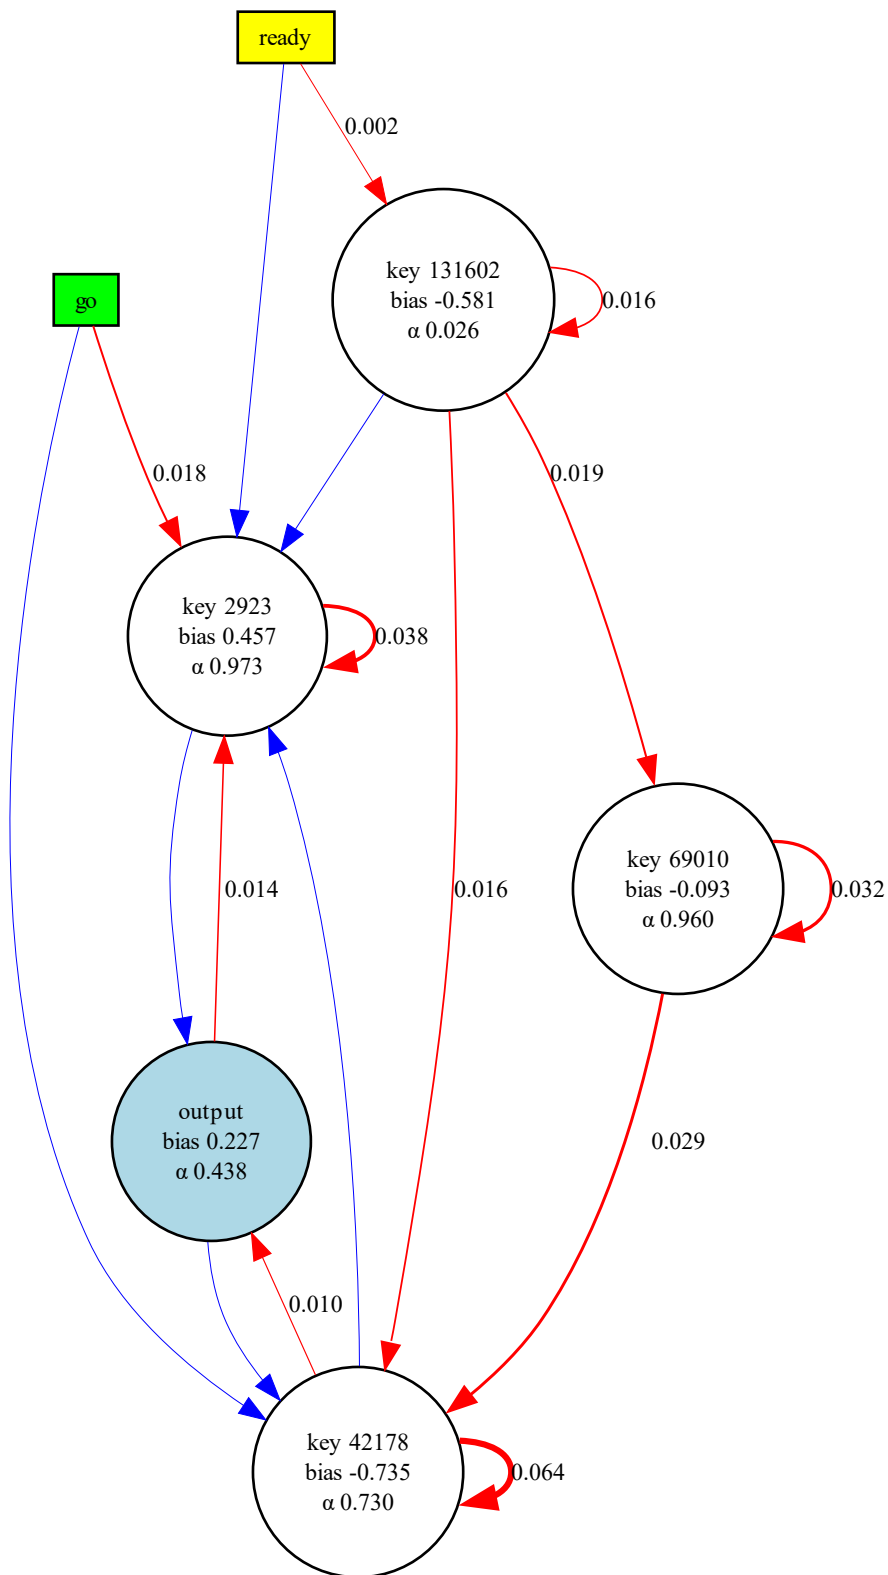 ready
0.002
key 131602
bias -0.581
α 0.026
0.016
go
0.018
0.019
key 2923
bias 0.457
α 0.973
0.038
key 69010
bias -0.093
α 0.960
0.032
0.014
0.016
output
bias 0.227
α 0.438
0.029
0.010
key 42178
bias -0.735
α 0.730
0.064